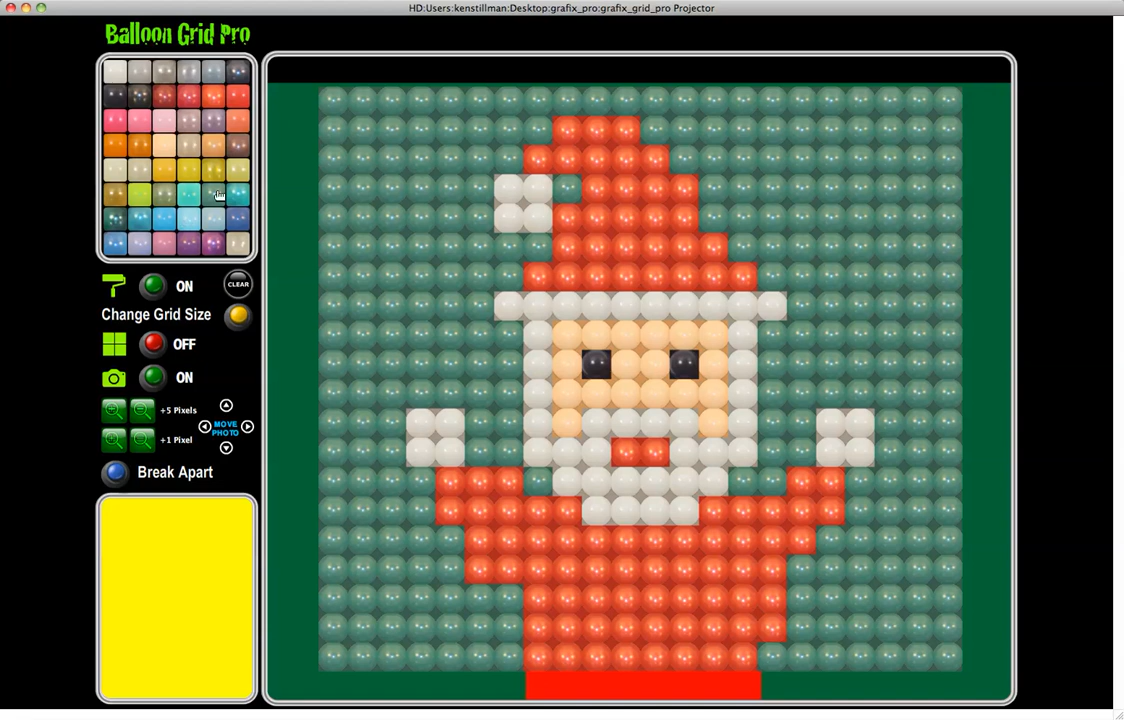 HD:Users:kenstillman:Desktop:grafix_pro:grafix_grid_pro Projector
Balloon Grid Pro
ON
CLEAR
Change Grid Size
OFF
ON
+5 Pixels
MOVE
PHOTO
+1 Pixel
Break Apart